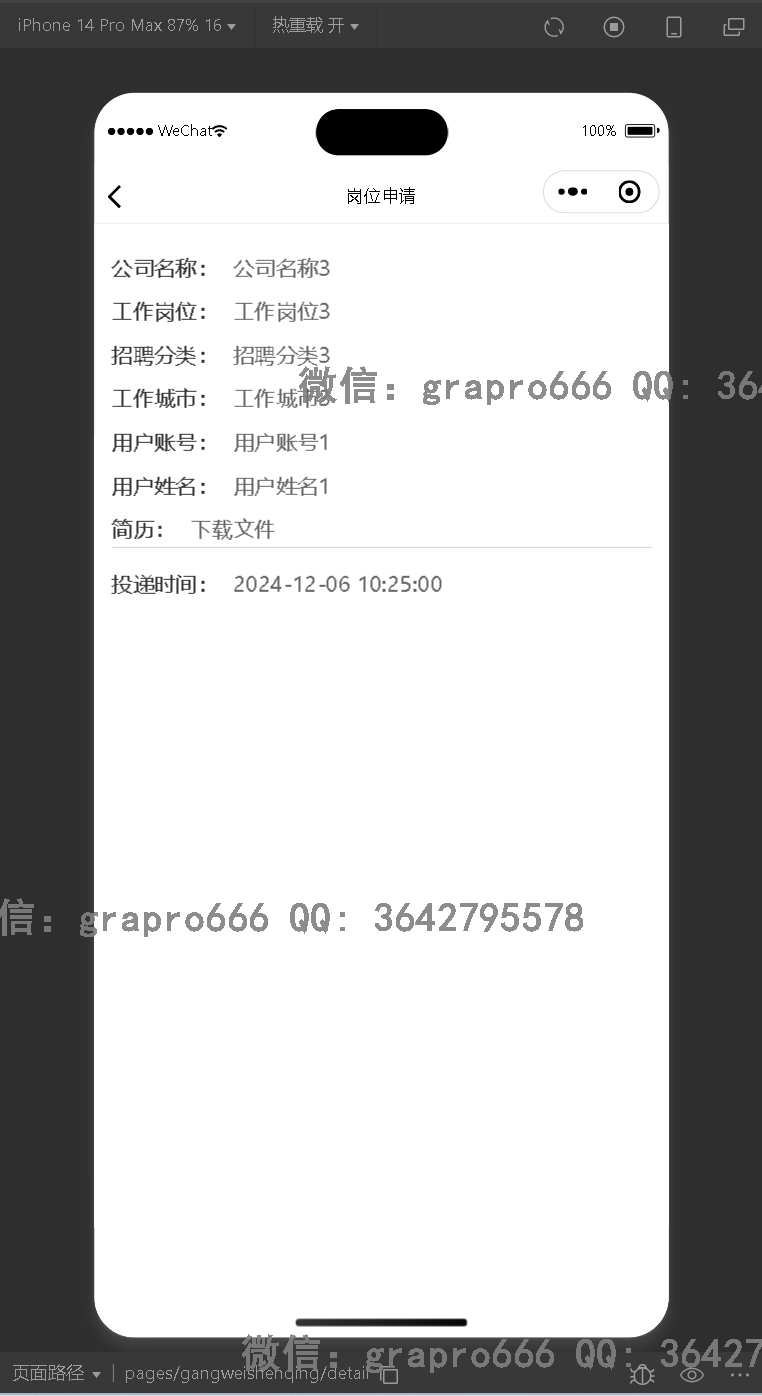 iPhone 14 Pro Max 87% 16 热重载 开
WeChat 100%
岗位申请
公司名称： 公司名称3
工作岗位： 工作岗位3
招聘分类： 招聘分类3
微信：grapro666 QQ: 364
工作城市： 工作城市3
用户账号： 用户账号1
用户姓名： 用户姓名1
简历： 下载文件
投递时间： 2024-12-06 10:25:00
信：grapro666 QQ: 3642795578
微信：grapro666 QQ: 36427
页面路径 pages/gangweishenqing/detail